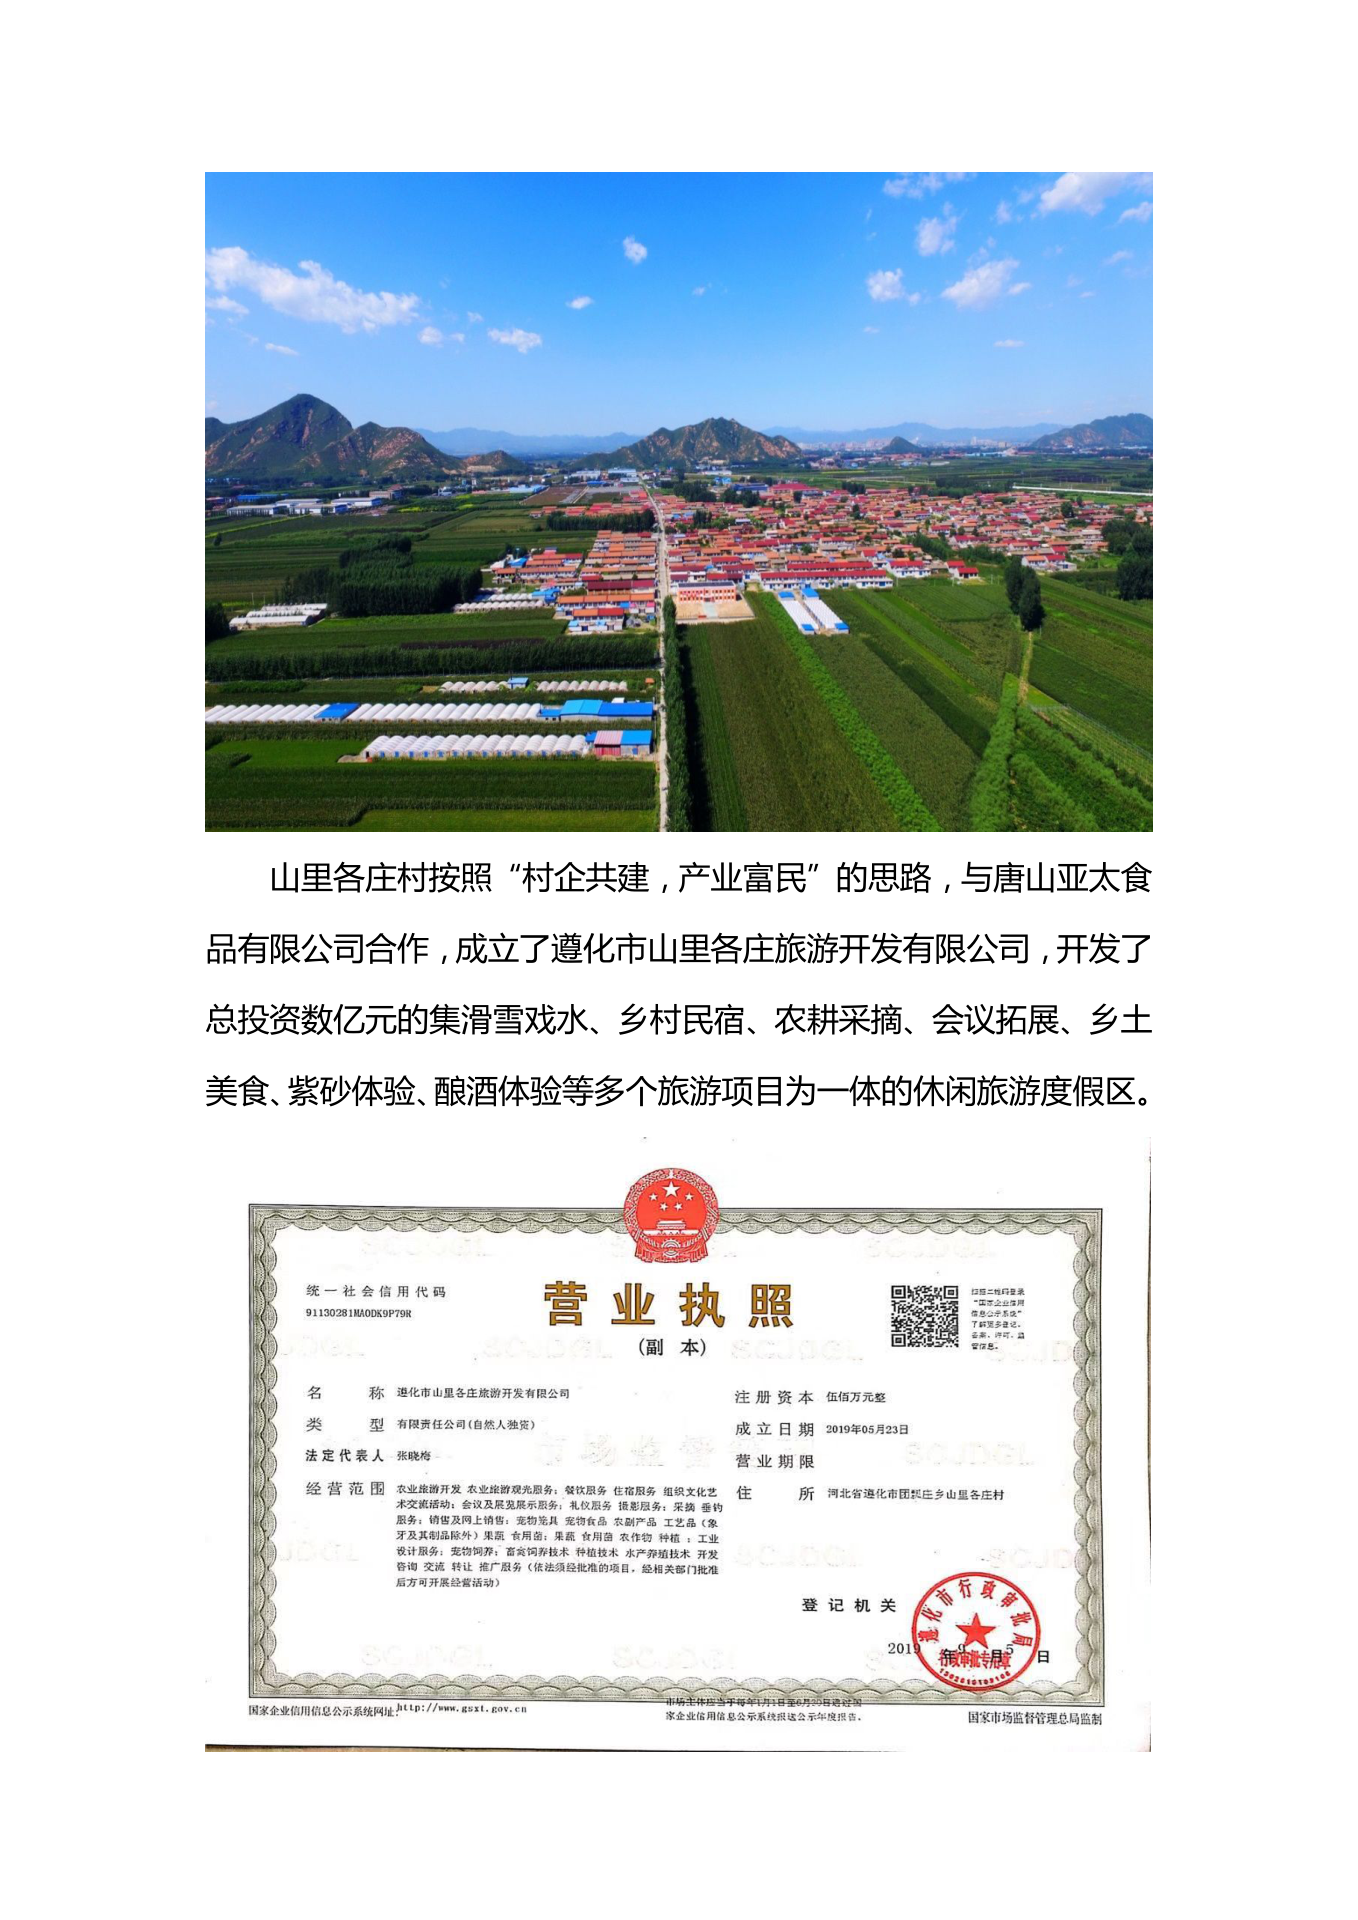 山里各庄村按照“村企共建，产业富民”的思路，与唐山亚太食
品有限公司合作，成立了遵化市山里各庄旅游开发有限公司，开发了
总投资数亿元的集滑雪戏水、乡村民宿、农耕采摘、会议拓展、乡土
美食、紫砂体验、酿酒体验等多个旅游项目为一体的休闲旅游度假区。
统一社会信用代码
91130281MA0DK9P79R
营业执照
（副 本）
扫描二维码登录
“国家企业信用
信息公示系统”
了解更多登记、
备案、许可、监
管信息。
名 称 遵化市山里各庄旅游开发有限公司
类 型 有限责任公司(自然人独资)
法定代表人 张晓梅
经营范围 农业旅游开发 农业旅游观光服务；餐饮服务 住宿服务 组织文化艺
术交流活动；会议及展览展示服务；礼仪服务 摄影服务；采摘 垂钓
服务；销售及网上销售：宠物 宠物食品 农副产品 工艺品（象
牙及其制品除外）果蔬 食用菌；果蔬 食用菌 农作物 种植 ；工业
设计服务；宠物饲养；畜禽饲养技术 种植技术 水产养殖技术 开发
咨询 交流 转让 推广服务（依法须经批准的项目，经相关部门批准
后方可开展经营活动）
注册资本 伍佰万元整
成立日期 2019年05月23日
营业期限
住 所 河北省遵化市团瓢庄乡山里各庄村
登记机关
遵化市行政审批局
行政审批专用章
2019 年 9 月 5 日
国家企业信用信息公示系统网址：http://www.gsxt.gov.cn
市场主体应当于每年1月1日至6月30日通过国
家企业信用信息公示系统报送公示年度报告。
国家市场监督管理总局监制